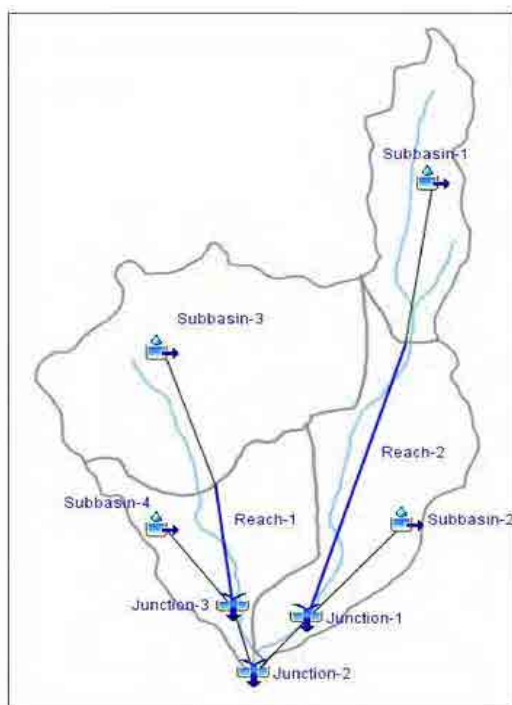 Subbasin-1
Subbasin-3
Reach-2
Subbasin-4
Reach-1
Subbasin-2
Junction-3
Junction-1
Junction-2